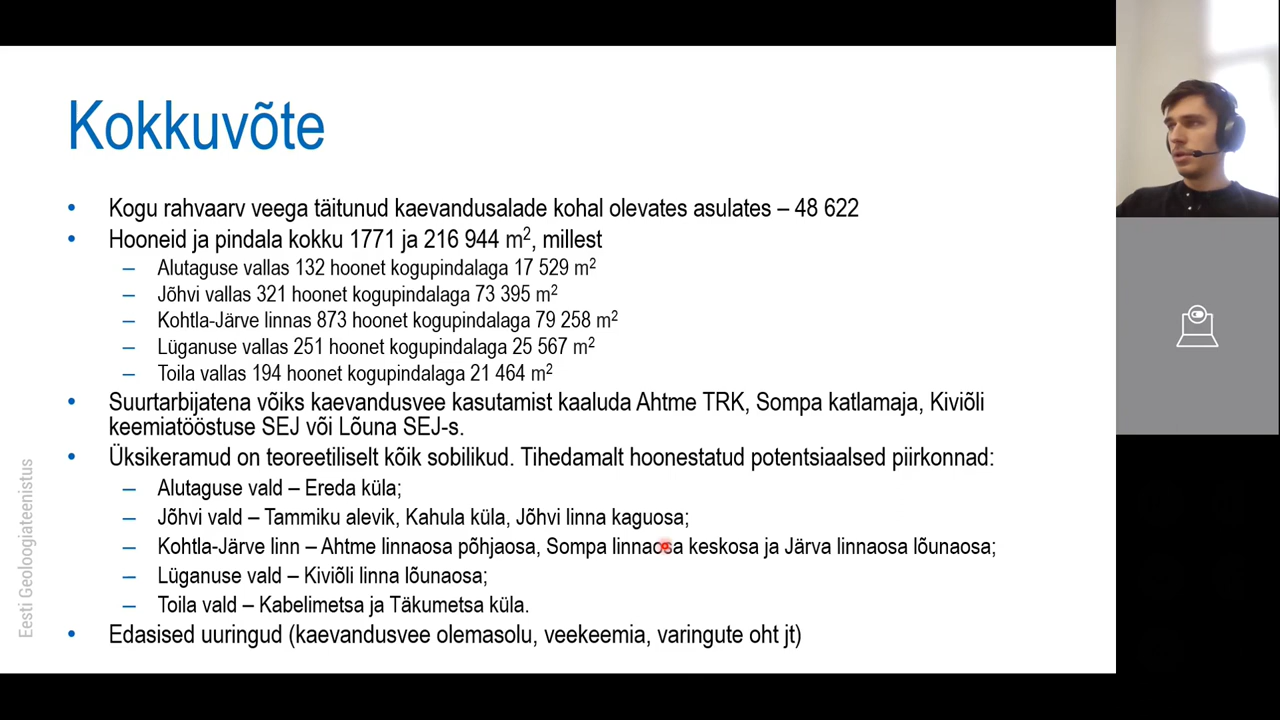 Kokkuvõte
• Kogu rahvaarv veega täitunud kaevandusalade kohal olevates asulates – 48 622
• Hooneid ja pindala kokku 1771 ja 216 944 m², millest
– Alutaguse vallas 132 hoonet kogupindalaga 17 529 m²
– Jõhvi vallas 321 hoonet kogupindalaga 73 395 m²
– Kohtla-Järve linnas 873 hoonet kogupindalaga 79 258 m²
– Lüganuse vallas 251 hoonet kogupindalaga 25 567 m²
– Toila vallas 194 hoonet kogupindalaga 21 464 m²
• Suurtarbijatena võiks kaevandusvee kasutamist kaaluda Ahtme TRK, Sompa katlamaja, Kiviõli
keemiatööstuse SEJ või Lõuna SEJ-s.
• Üksikeramud on teoreetiliselt kõik sobilikud. Tihedamalt hoonestatud potentsiaalsed piirkonnad:
– Alutaguse vald – Ereda küla;
– Jõhvi vald – Tammiku alevik, Kahula küla, Jõhvi linna kaguosa;
– Kohtla-Järve linn – Ahtme linnaosa põhjaosa, Sompa linnaosa keskosa ja Järva linnaosa lõunaosa;
– Lüganuse vald – Kiviõli linna lõunaosa;
– Toila vald – Kabelimetsa ja Täkumetsa küla.
• Edasised uuringud (kaevandusvee olemasolu, veekeemia, varingute oht jt)
Eesti Geoloogiateenistus